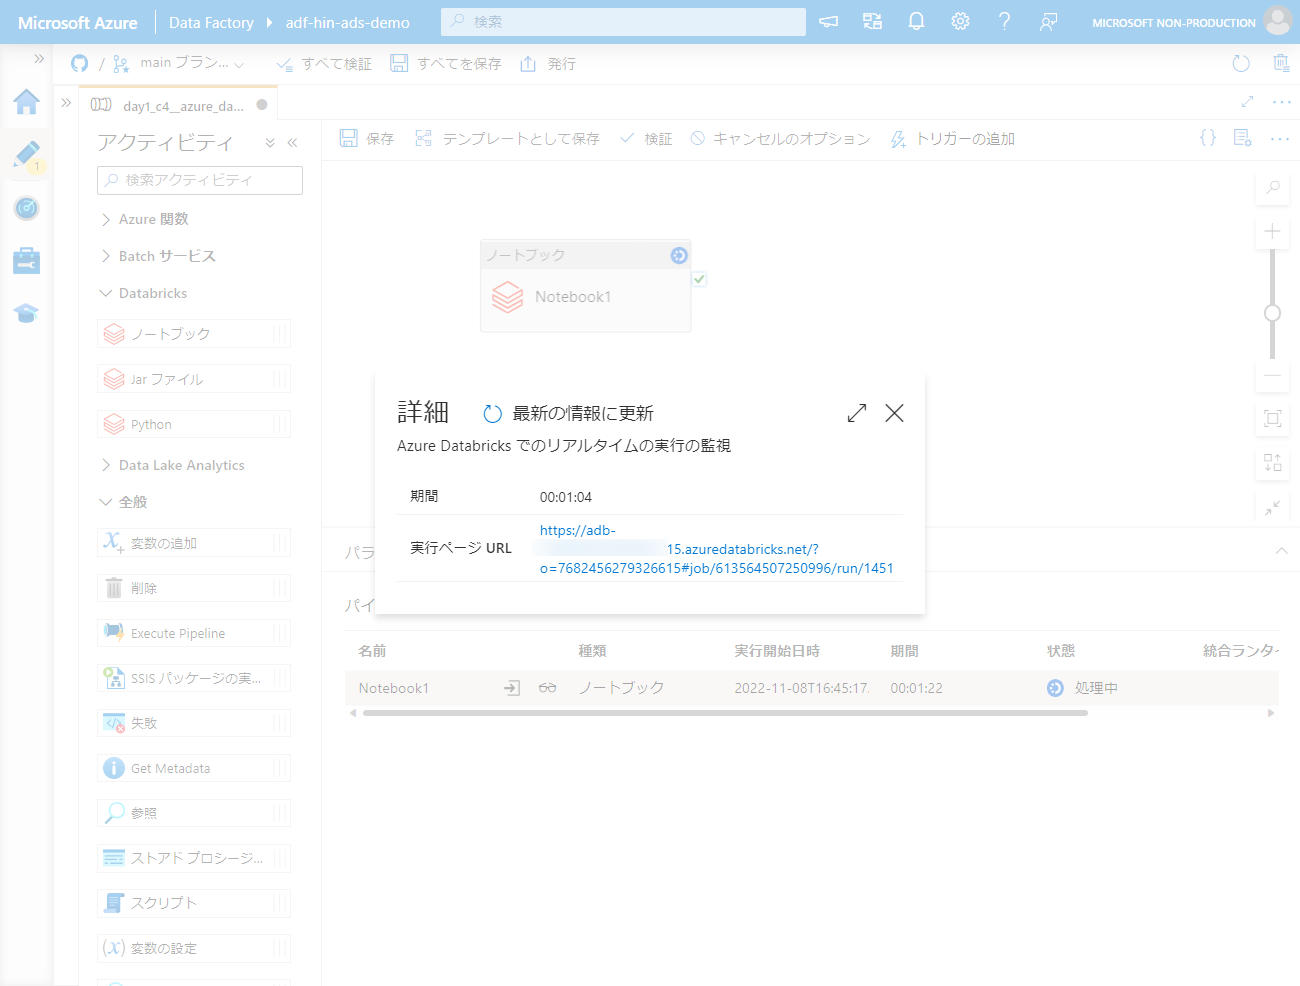 Microsoft Azure
Data Factory
adf-hin-ads-demo
検索
MICROSOFT NON-PRODUCTION
/
main ブラン...
すべて検証
すべてを保存
発行
day1_c4__azure_da...
アクティビティ
保存
テンプレートとして保存
検証
キャンセルのオプション
トリガーの追加
1
検索アクティビティ
Azure 関数
Batch サービス
Databricks
ノートブック
Jar ファイル
Python
Data Lake Analytics
全般
変数の追加
削除
Execute Pipeline
SSIS パッケージの実...
失敗
Get Metadata
参照
ストアド プロシージ...
スクリプト
変数の設定
ノートブック
Notebook1
詳細
最新の情報に更新
Azure Databricks でのリアルタイムの実行の監視
期間
00:01:04
実行ページ URL
https://adb-
15.azuredatabricks.net/?
o=7682456279326615#job/613564507250996/run/1451
パラ
パイ
名前
種類
実行開始日時
期間
状態
統合ランター
Notebook1
ノートブック
2022-11-08T16:45:17.
00:01:22
処理中